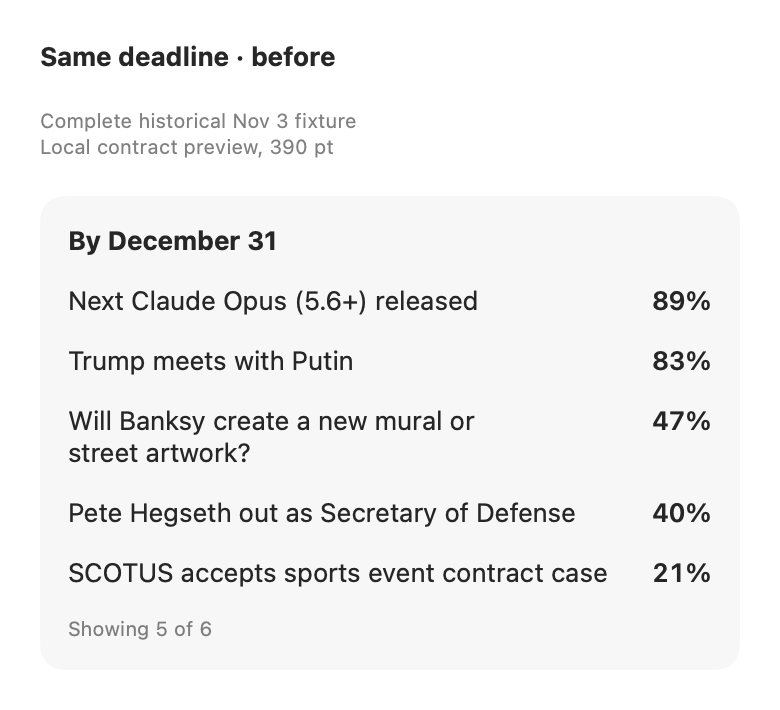 Same deadline · before
Complete historical Nov 3 fixture
Local contract preview, 390 pt
By December 31
Next Claude Opus (5.6+) released 89%
Trump meets with Putin 83%
Will Banksy create a new mural or 47%
street artwork?
Pete Hegseth out as Secretary of Defense 40%
SCOTUS accepts sports event contract case 21%
Showing 5 of 6